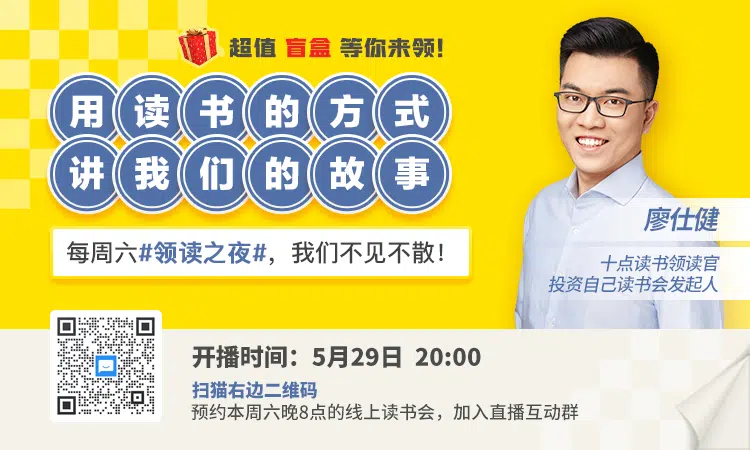 超值 盲盒 等你来领!
用读书的方式
讲我们的故事
每周六#领读之夜#，我们不见不散!
廖仕健
十点读书领读官
投资自己读书会发起人
开播时间：5月29日 20:00
扫猫右边二维码
预约本周六晚8点的线上读书会，加入直播互动群